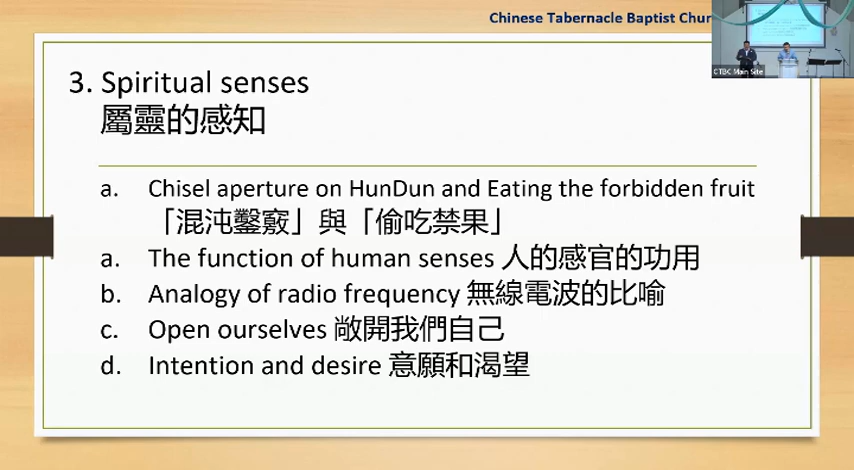 Chinese Tabernacle Baptist Chur
CTBC Main Site
3. Spiritual senses
屬靈的感知
a. Chisel aperture on HunDun and Eating the forbidden fruit
「混沌鑿竅」與「偷吃禁果」
a. The function of human senses 人的感官的功用
b. Analogy of radio frequency 無線電波的比喻
c. Open ourselves 敞開我們自己
d. Intention and desire 意願和渴望